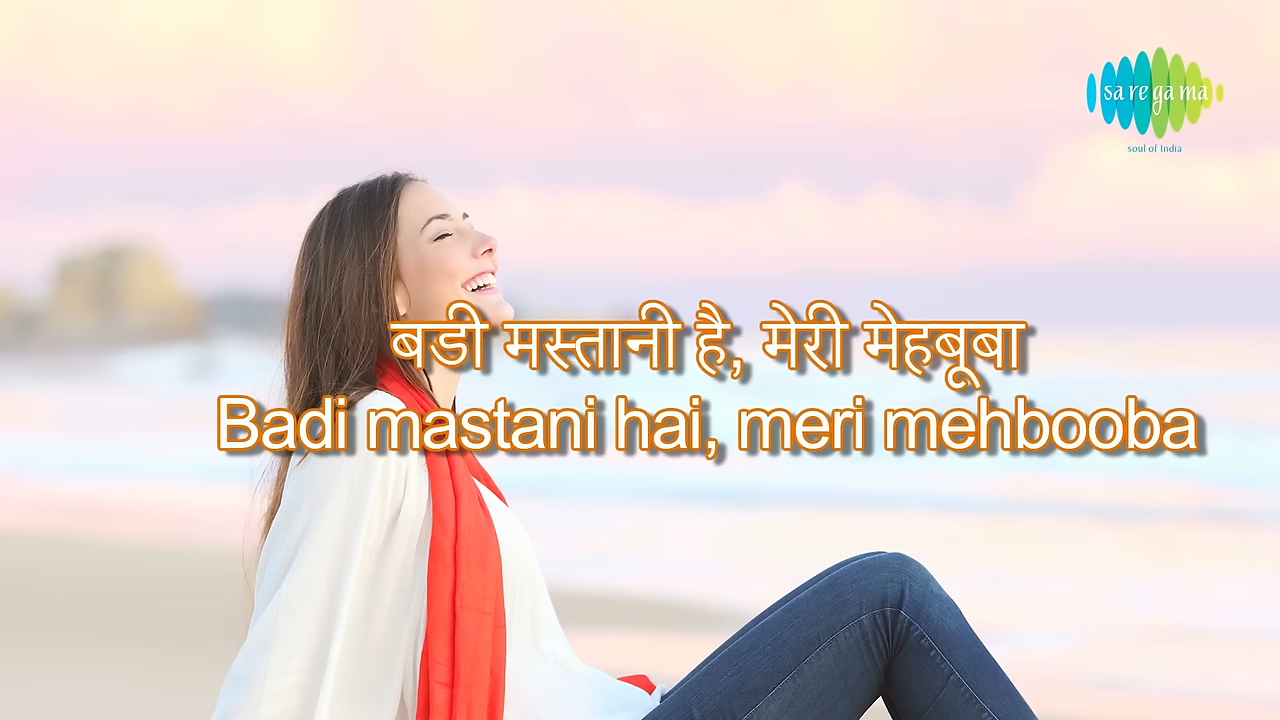 sa re ga ma
soul of India
बडी मस्तानी है, मेरी मेहबूबा
Badi mastani hai, meri mehbooba